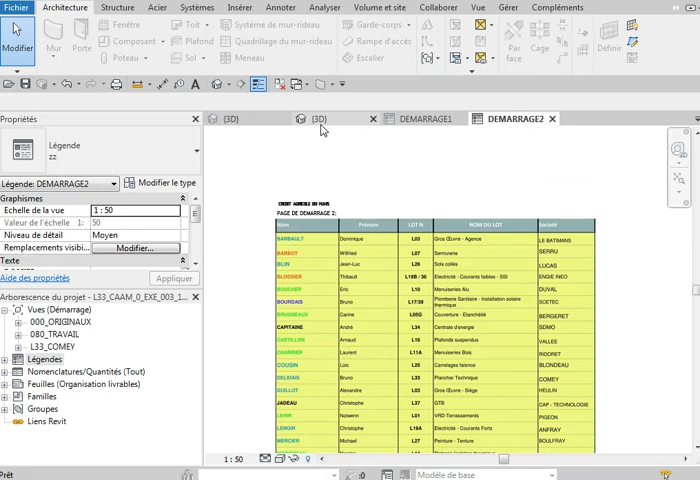 Fichier Architecture Structure Acier Systèmes Insérer Annoter Analyser Volume et site Collaborer Vue Gérer Compléments
Modifier
Mur
Porte
Fenêtre
Composant
Poteau
Toit
Plafond
Sol
Système de mur-rideau
Quadrillage du mur-rideau
Meneau
Garde-corps
Rampe d'accès
Escalier
Par face
Cage
Définir
Propriétés
{3D} {3D} DEMARRAGE1 DEMARRAGE2
Légende
zz
Légende: DEMARRAGE2 Modifier le type
Graphismes
Echelle de la vue 1 : 50
Valeur de l'échelle 1: 50
Niveau de détail Moyen
Remplacements visibi... Modifier...
Texte
Aide des propriétés Appliquer
Arborescence du projet - L33_CAAM_0_EXE_003_1...
Vues (Démarrage)
000_ORIGINAUX
080_TRAVAIL
L33_COMEY
Légendes
Nomenclatures/Quantités (Tout)
Feuilles (Organisation livrables)
Familles
Groupes
Liens Revit
CREDIT AGRICOLE DU MANS
PAGE DE DEMARRAGE 2:
Nom Prénom LOT N NOM DU LOT Société
BARBAULT Dominique L03 Gros Œuvre - Agence LE BATIMANS
BARBOT Wilfried L07 Serrurerie SERRU
BLIN Jean-Luc L26 Sols collés LUCAS
BLOSSIER Thibault L19B / 36 Electricité - Courants faibles - SSI ENGIE INEO
BOUCHER Eric L10 Menuiseries Alu DUVAL
BOURDAIS Bruno L17/39 Plomberie Sanitaire - Installation solaire thermique SCETEC
BRUGNEAUX Carine L05G Couverture - Etanchéité BERGERET
CAPITAINE André L34 Centrale d'energie SDMO
CASTILLON Arnaud L16 Plafonds suspendus VALLEE
CHARRIER Laurent L11A Menuiseries Bois RIDORET
COUSIN Loïc L25 Carrelages faïence BLONDEAU
DELIDAIS Bruno L33 Plancher Technique COMEY
GUILLOT Alexandre L03 Gros Œuvre - Siège HEULIN
JADEAU Christophe L37 GTB CAP - TECHNOLOGIE
LENIR Nolwenn L01 VRD-Terrassements PIGEON
LENOIR Christophe L19A Electricité - Courants Forts ANFRAY
MERCIER Michael L27 Peinture - Tenture BOULFRAY
1 : 50
Prêt
:0
Modèle de base